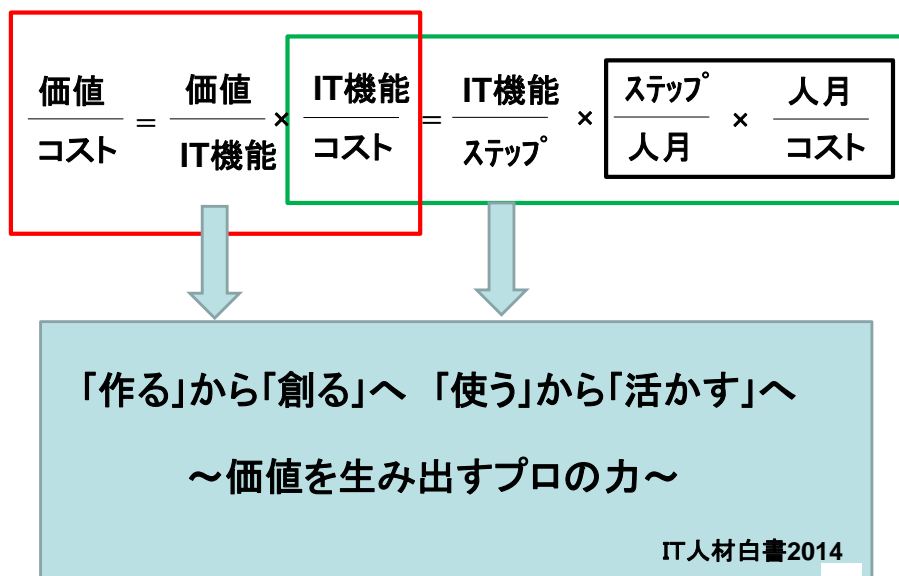 価値 価値 IT機能 IT機能 ステップ 人月
= × = × ×
コスト IT機能 コスト ステップ 人月 コスト
「作る」から「創る」へ 「使う」から「活かす」へ
～価値を生み出すプロの力～
IT人材白書2014